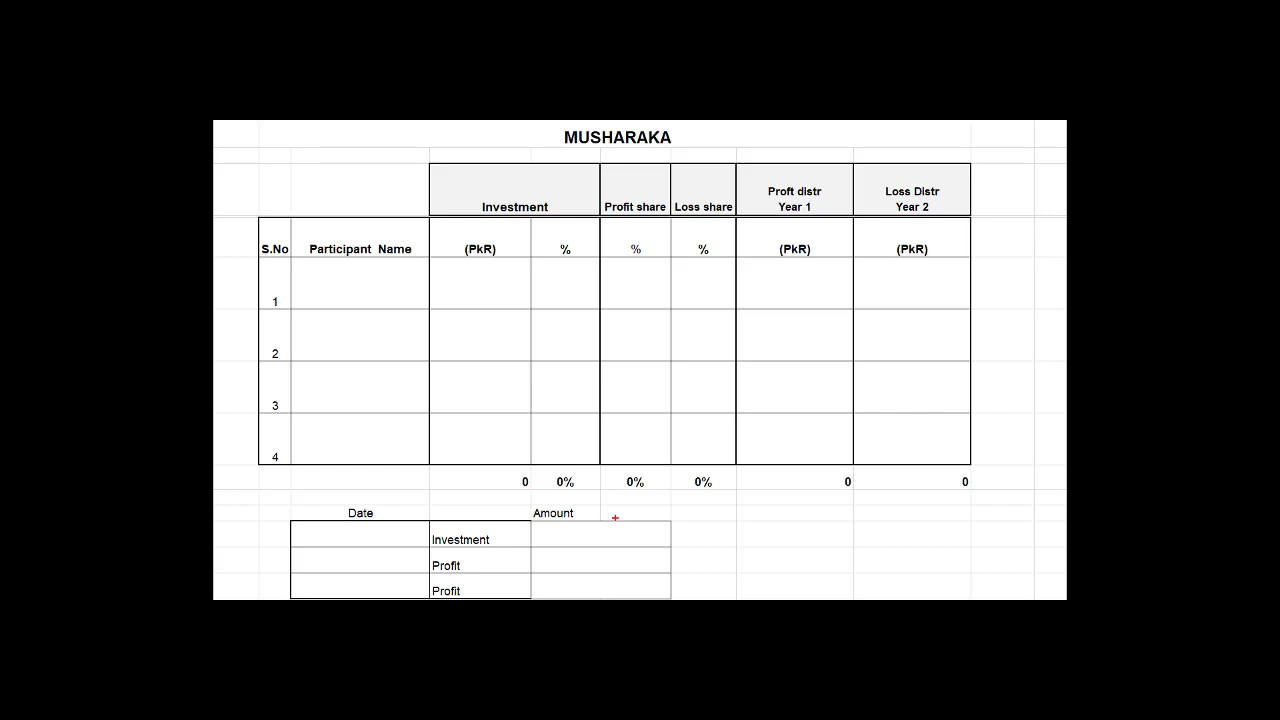 MUSHARAKA
Investment Profit share Loss share Proft distr Year 1 Loss Distr Year 2
S.No Participant Name (PkR) % % % (PkR) (PkR)
1
2
3
4
0 0% 0% 0% 0 0
Date Amount
Investment
Profit
Profit